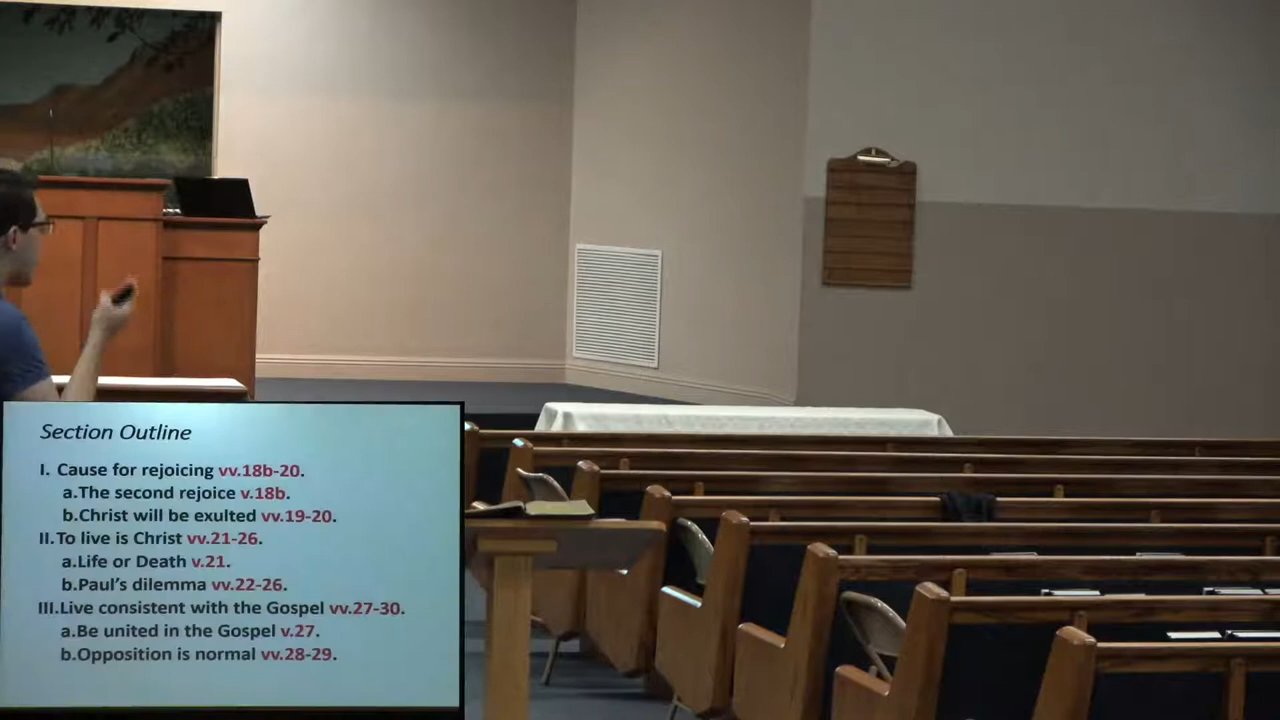 Section Outline
I. Cause for rejoicing vv.18b-20.
a.The second rejoice v.18b.
b.Christ will be exulted vv.19-20.
II.To live is Christ vv.21-26.
a.Life or Death v.21.
b.Paul's dilemma vv.22-26.
III.Live consistent with the Gospel vv.27-30.
a.Be united in the Gospel v.27.
b.Opposition is normal vv.28-29.